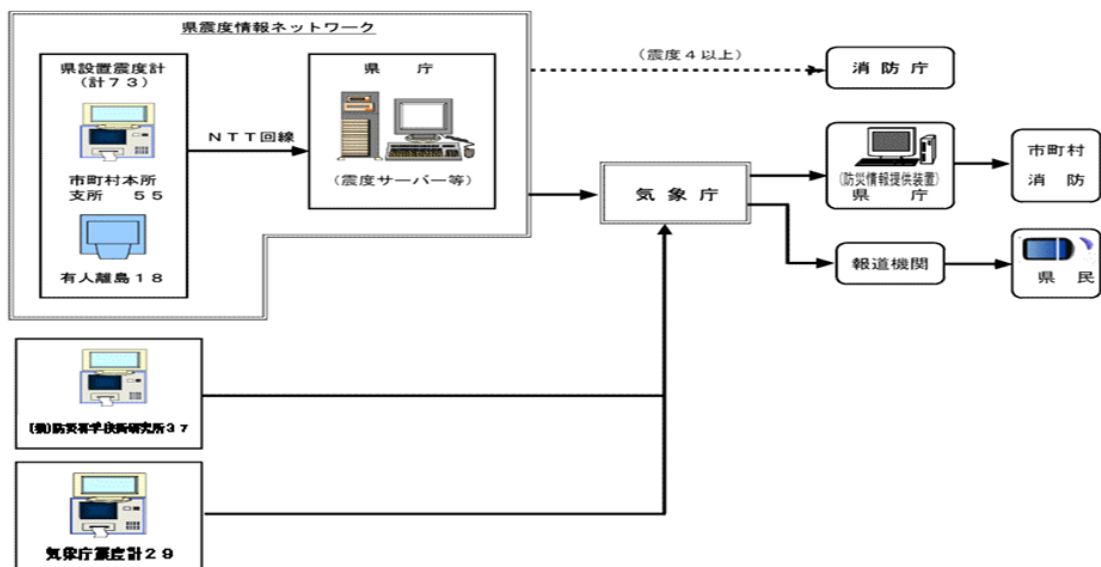 県震度情報ネットワーク
県設置震度計
(計７３)
市町村本所
支所　５５
有人離島１８
ＮＴＴ回線
県　庁
(震度サーバー等)
(震度４以上)
消防庁
気象庁
(防災情報提供装置)
県　庁
市町村
消　防
報道機関
県　民
(独)防災科学技術研究所３７
気象庁震度計２９